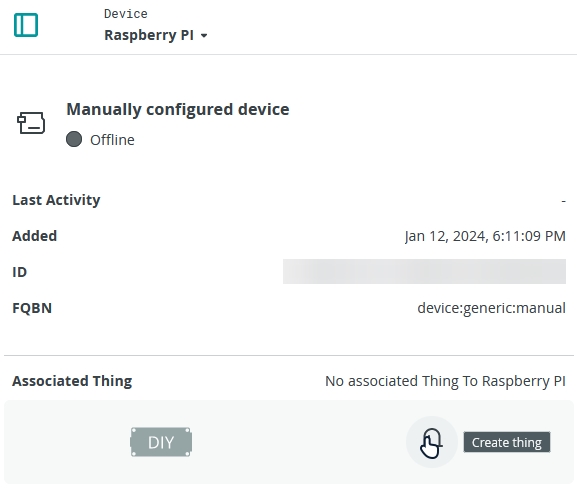 Device
Raspberry PI
Manually configured device
Offline
Last Activity -
Added Jan 12, 2024, 6:11:09 PM
ID
FQBN device:generic:manual
Associated Thing No associated Thing To Raspberry PI
DIY Create thing